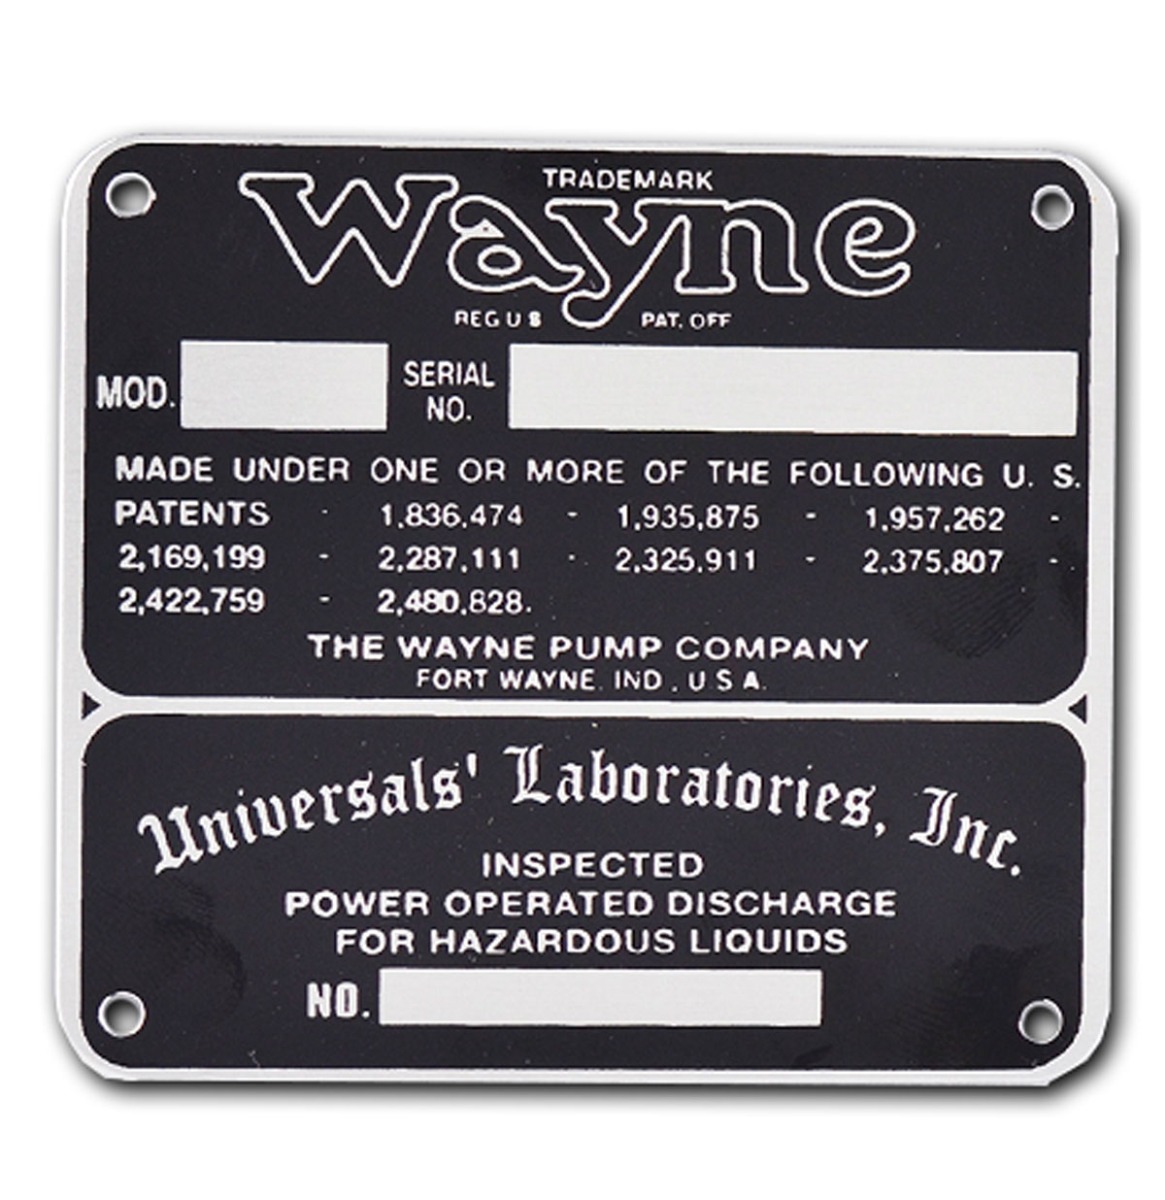 TRADEMARK
Wayne
REG U S PAT. OFF
MOD. SERIAL NO.
MADE UNDER ONE OR MORE OF THE FOLLOWING U. S.
PATENTS - 1,836,474 - 1,935,875 - 1,957,262 -
2,169,199 - 2,287,111 - 2,325,911 - 2,375,807 -
2,422,759 - 2,480,828.
THE WAYNE PUMP COMPANY
FORT WAYNE. IND. U S A.
Universals' Laboratories, Inc.
INSPECTED
POWER OPERATED DISCHARGE
FOR HAZARDOUS LIQUIDS
NO.